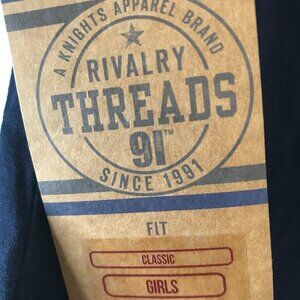 A KNIGHTS APPAREL BRAND
RIVALRY
THREADS
91™
SINCE 1991
FIT
CLASSIC
GIRLS